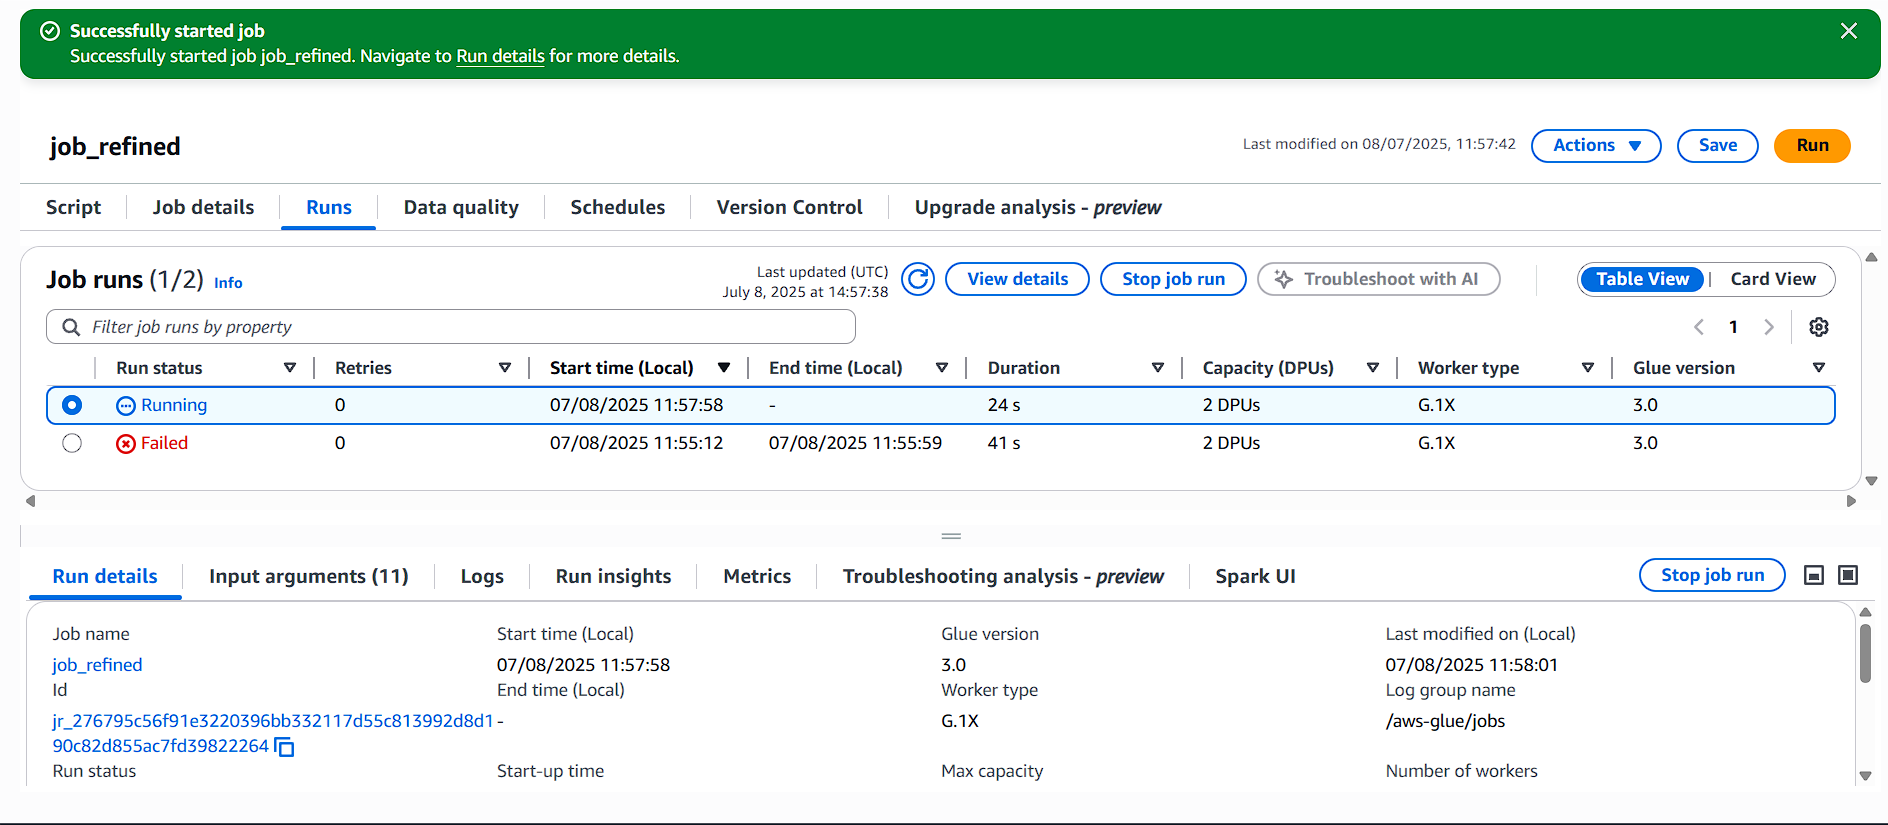 Successfully started job
Successfully started job job_refined. Navigate to Run details for more details.
job_refined
Last modified on 08/07/2025, 11:57:42
Actions
Save
Run
Script
Job details
Runs
Data quality
Schedules
Version Control
Upgrade analysis - preview
Job runs (1/2) Info
Last updated (UTC)
July 8, 2025 at 14:57:38
View details
Stop job run
Troubleshoot with AI
Table View
Card View
Filter job runs by property
1
Run status Retries Start time (Local) End time (Local) Duration Capacity (DPUs) Worker type Glue version
Running 0 07/08/2025 11:57:58 - 24 s 2 DPUs G.1X 3.0
Failed 0 07/08/2025 11:55:12 07/08/2025 11:55:59 41 s 2 DPUs G.1X 3.0
Run details
Input arguments (11)
Logs
Run insights
Metrics
Troubleshooting analysis - preview
Spark UI
Stop job run
Job name Start time (Local) Glue version Last modified on (Local)
job_refined 07/08/2025 11:57:58 3.0 07/08/2025 11:58:01
Id End time (Local) Worker type Log group name
jr_276795c56f91e3220396bb332117d55c813992d8d1 - G.1X /aws-glue/jobs
90c82d855ac7fd39822264
Run status Start-up time Max capacity Number of workers